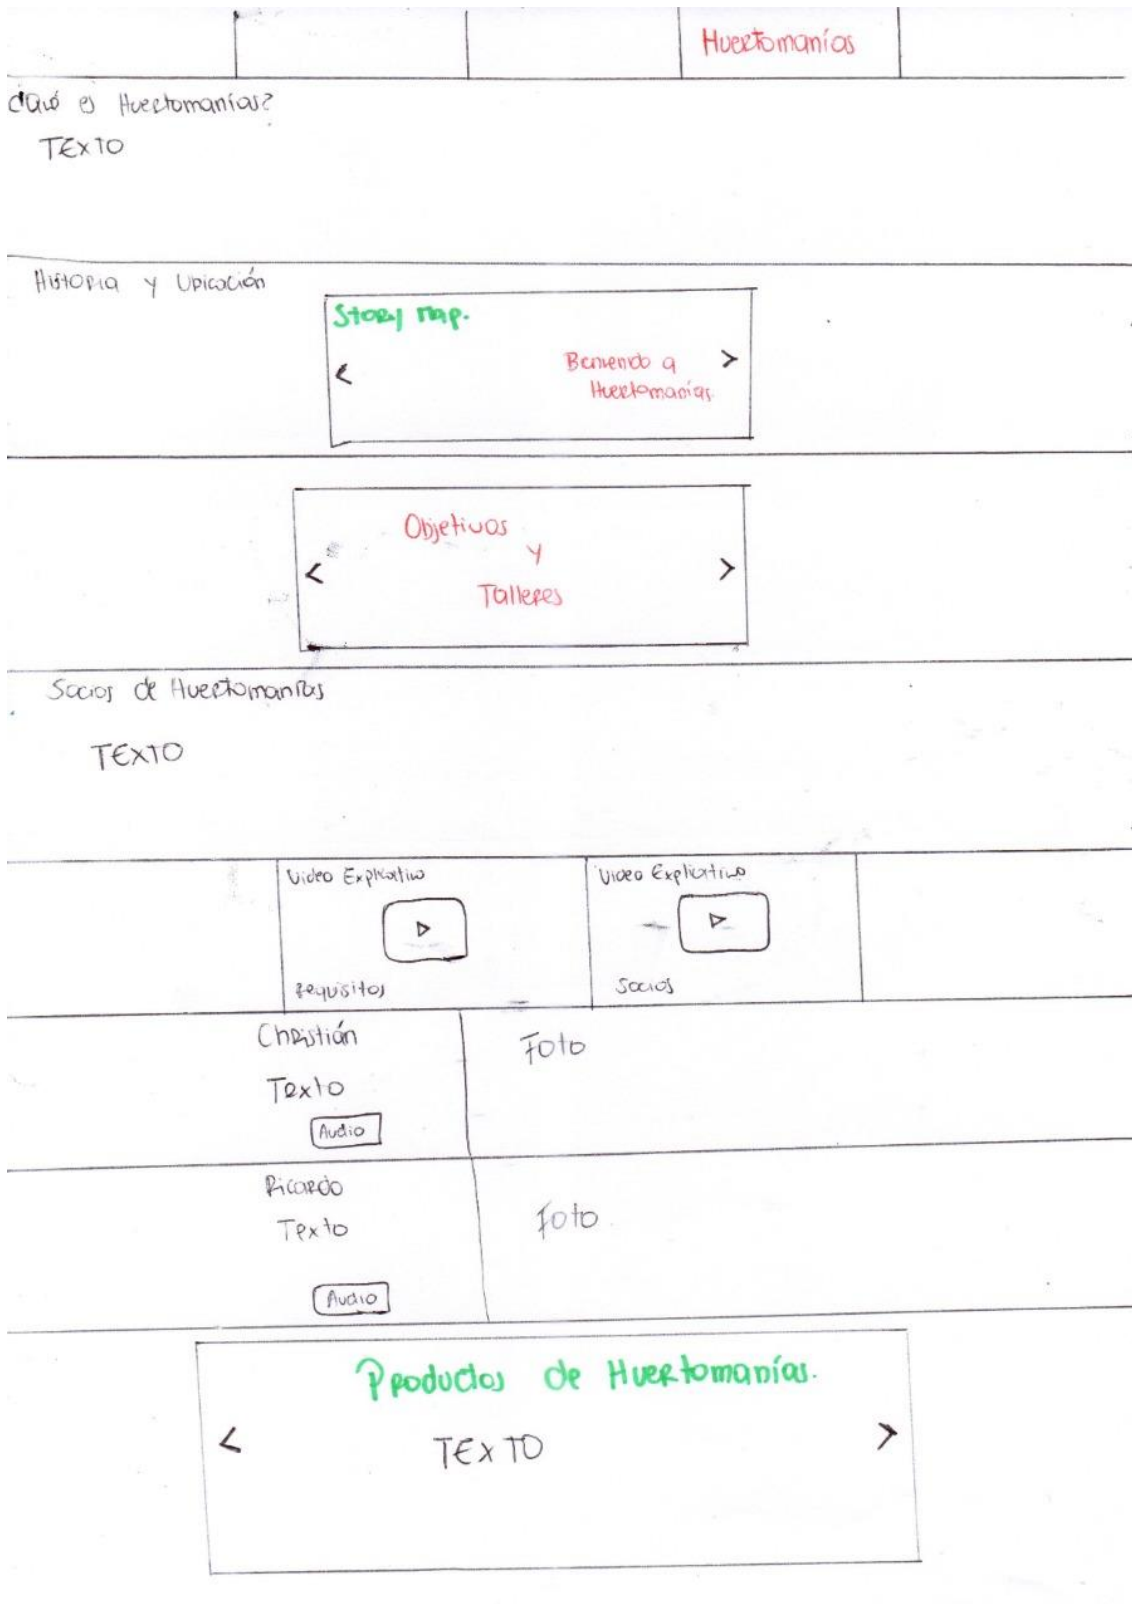 Huertomanías
¿Qué es Huertomanías?
TEXTO
Historia y Ubicación
Story map.
<
>
Bienvenido a
Huertomanías
Objetivos
y
Talleres
<
>
Socios de Huertomanías
TEXTO
Video Explicativo
Video Explicativo
requisitos
Socios
Christián
Foto
Texto
Audio
Ricardo
Foto
Texto
Audio
Productos de Huertomanías.
<
TEXTO
>